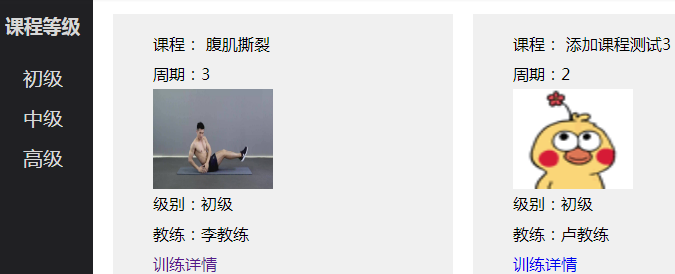 课程等级
初级
中级
高级
课程： 腹肌撕裂
周期：3
级别：初级
教练：李教练
训练详情
课程： 添加课程测试3
周期：2
级别：初级
教练：卢教练
训练详情